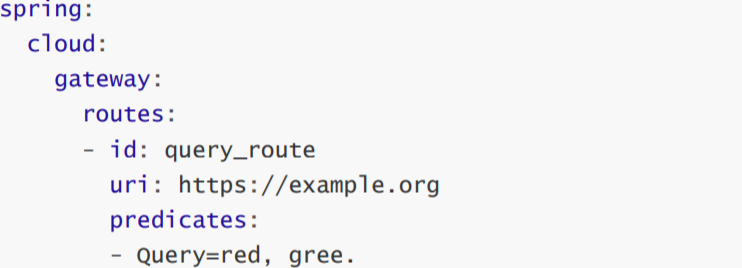 spring:
  cloud:
    gateway:
      routes:
      - id: query_route
        uri: https://example.org
        predicates:
        - Query=red, gree.